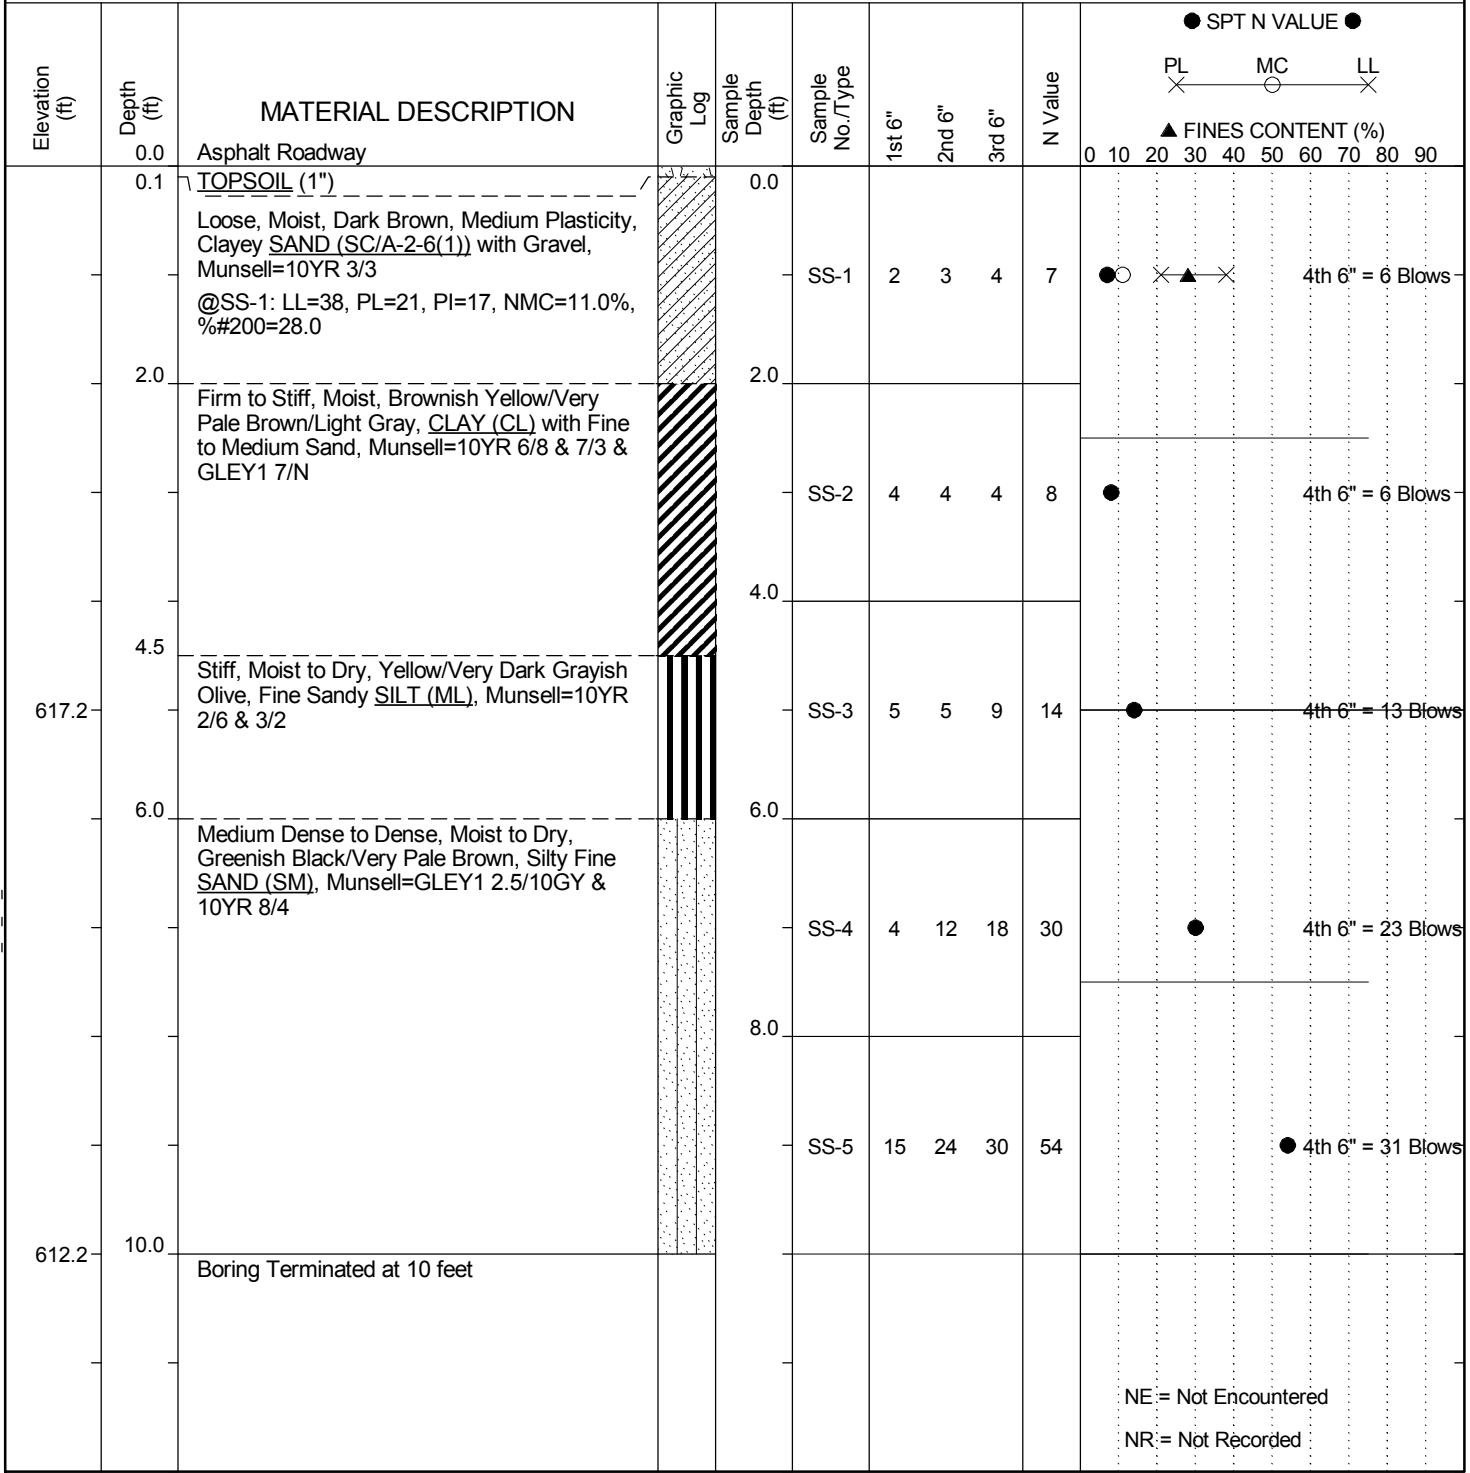 ● SPT N VALUE ●
PL MC LL
▲ FINES CONTENT (%)
0 10 20 30 40 50 60 70 80 90
Elevation (ft)
Depth (ft)
MATERIAL DESCRIPTION
Graphic Log
Sample Depth (ft)
Sample No./Type
1st 6"
2nd 6"
3rd 6"
N Value
0.0 Asphalt Roadway
0.1 TOPSOIL (1") 0.0
Loose, Moist, Dark Brown, Medium Plasticity,
Clayey SAND (SC/A-2-6(1)) with Gravel,
Munsell=10YR 3/3
SS-1 2 3 4 7 4th 6" = 6 Blows
@SS-1: LL=38, PL=21, PI=17, NMC=11.0%,
%#200=28.0
2.0 2.0
Firm to Stiff, Moist, Brownish Yellow/Very
Pale Brown/Light Gray, CLAY (CL) with Fine
to Medium Sand, Munsell=10YR 6/8 & 7/3 &
GLEY1 7/N
SS-2 4 4 4 8 4th 6" = 6 Blows
4.0
4.5
Stiff, Moist to Dry, Yellow/Very Dark Grayish
Olive, Fine Sandy SILT (ML), Munsell=10YR
2/6 & 3/2
617.2 SS-3 5 5 9 14 4th 6" = 13 Blows
6.0 6.0
Medium Dense to Dense, Moist to Dry,
Greenish Black/Very Pale Brown, Silty Fine
SAND (SM), Munsell=GLEY1 2.5/10GY &
10YR 8/4
SS-4 4 12 18 30 4th 6" = 23 Blows
8.0
SS-5 15 24 30 54 4th 6" = 31 Blows
612.2 10.0
Boring Terminated at 10 feet
NE = Not Encountered
NR = Not Recorded